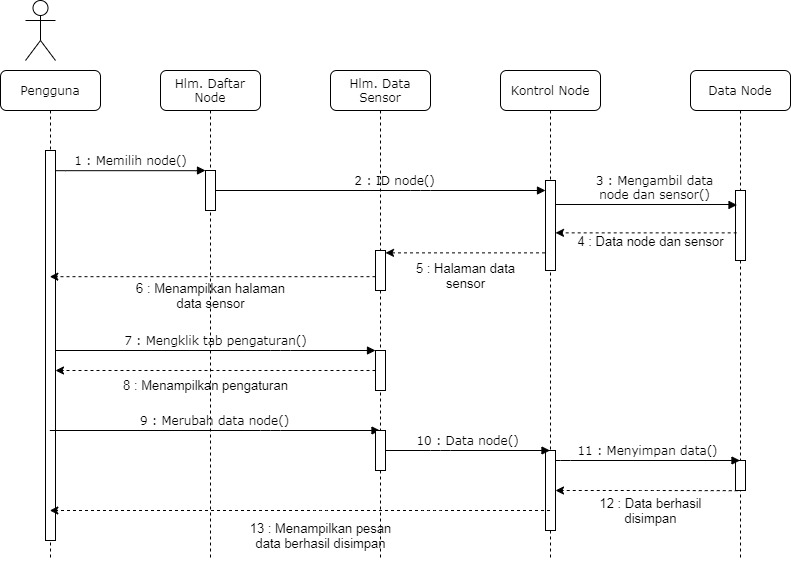 Pengguna
Hlm. Daftar
Node
Hlm. Data
Sensor
Kontrol Node
Data Node
1 : Memilih node()
2 : ID node()
3 : Mengambil data
node dan sensor()
4 : Data node dan sensor
5 : Halaman data
sensor
6 : Menampilkan halaman
data sensor
7 : Mengklik tab pengaturan()
8 : Menampilkan pengaturan
9 : Merubah data node()
10 : Data node()
11 : Menyimpan data()
12 : Data berhasil
disimpan
13 : Menampilkan pesan
data berhasil disimpan